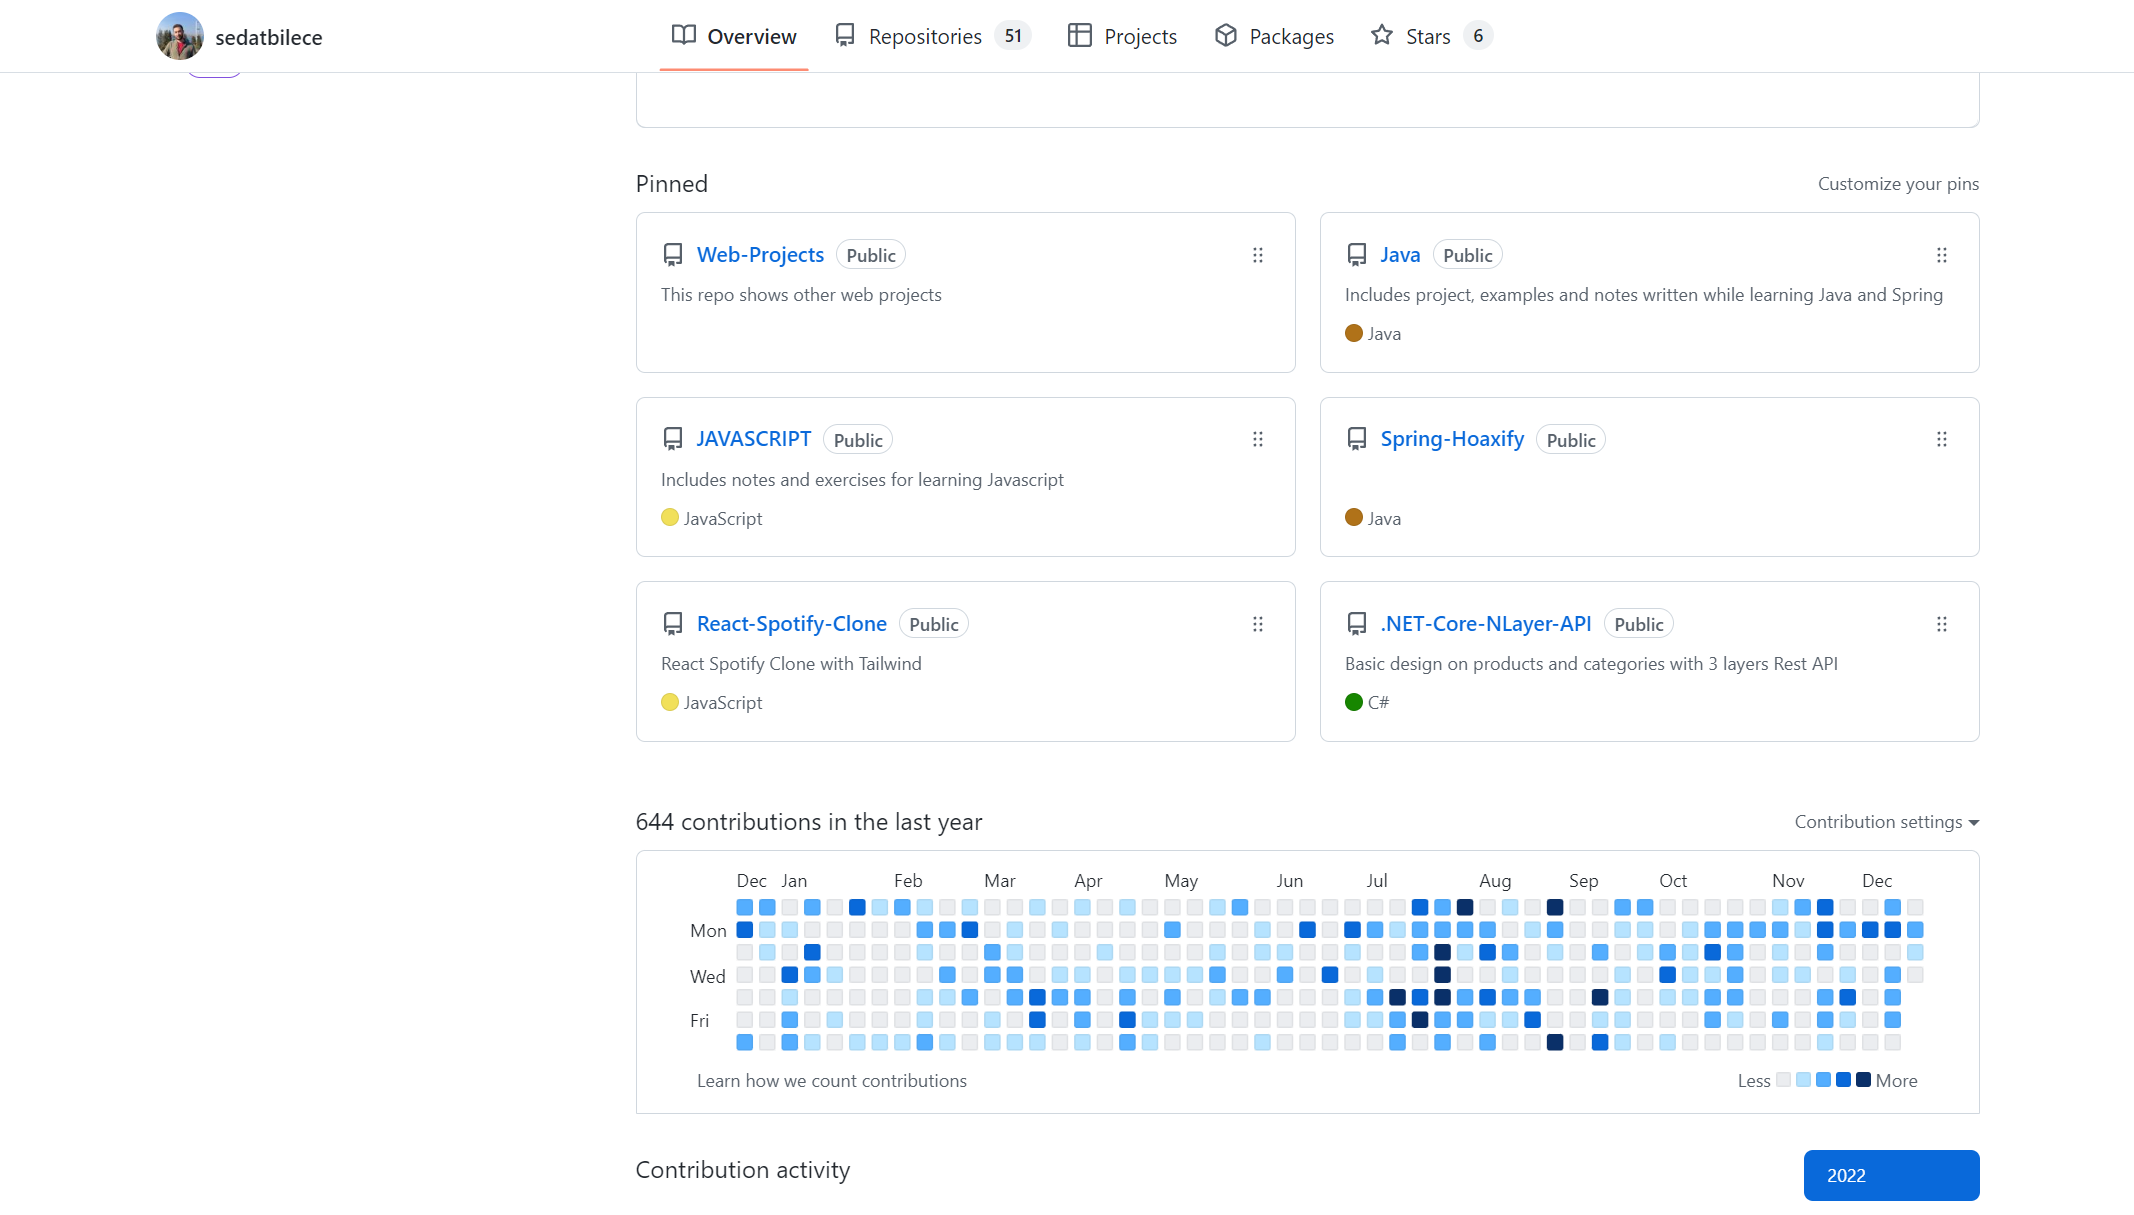 sedatbilece
Overview
Repositories 51
Projects
Packages
Stars 6
Pinned
Customize your pins
Web-Projects Public
This repo shows other web projects
Java Public
Includes project, examples and notes written while learning Java and Spring
Java
JAVASCRIPT Public
Includes notes and exercises for learning Javascript
JavaScript
Spring-Hoaxify Public
Java
React-Spotify-Clone Public
React Spotify Clone with Tailwind
JavaScript
.NET-Core-NLayer-API Public
Basic design on products and categories with 3 layers Rest API
C#
644 contributions in the last year
Contribution settings
Dec Jan Feb Mar Apr May Jun Jul Aug Sep Oct Nov Dec
Mon
Wed
Fri
Learn how we count contributions
Less More
Contribution activity
2022